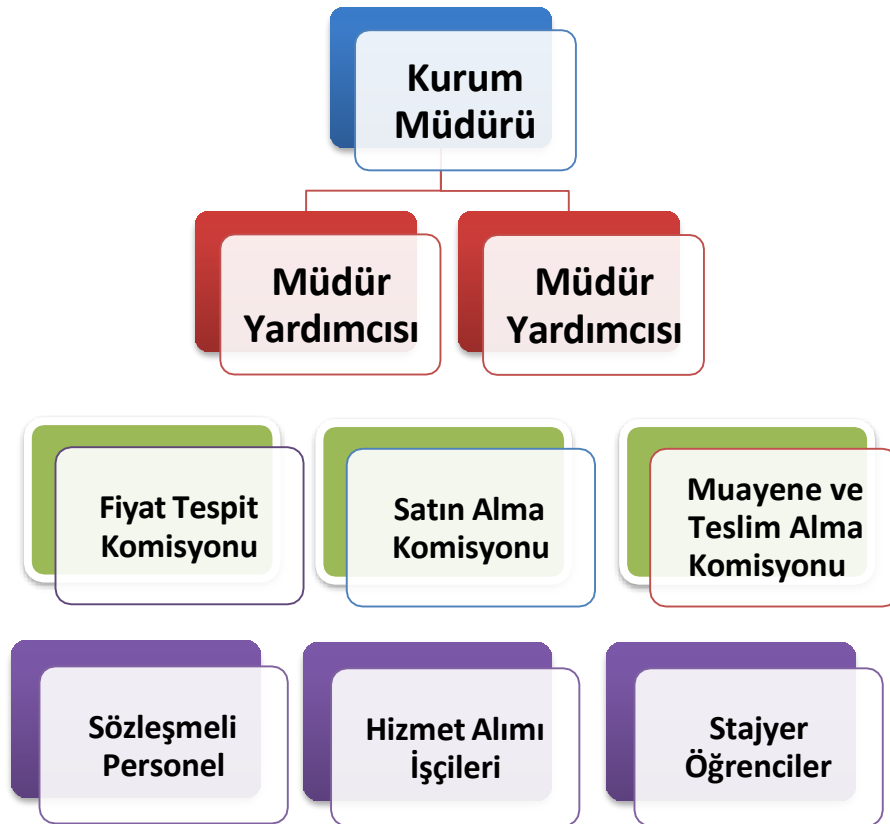 Kurum
Müdürü
Müdür
Yardımcısı
Müdür
Yardımcısı
Fiyat Tespit
Komisyonu
Satın Alma
Komisyonu
Muayene ve
Teslim Alma
Komisyonu
Sözleşmeli
Personel
Hizmet Alımı
İşçileri
Stajyer
Öğrenciler